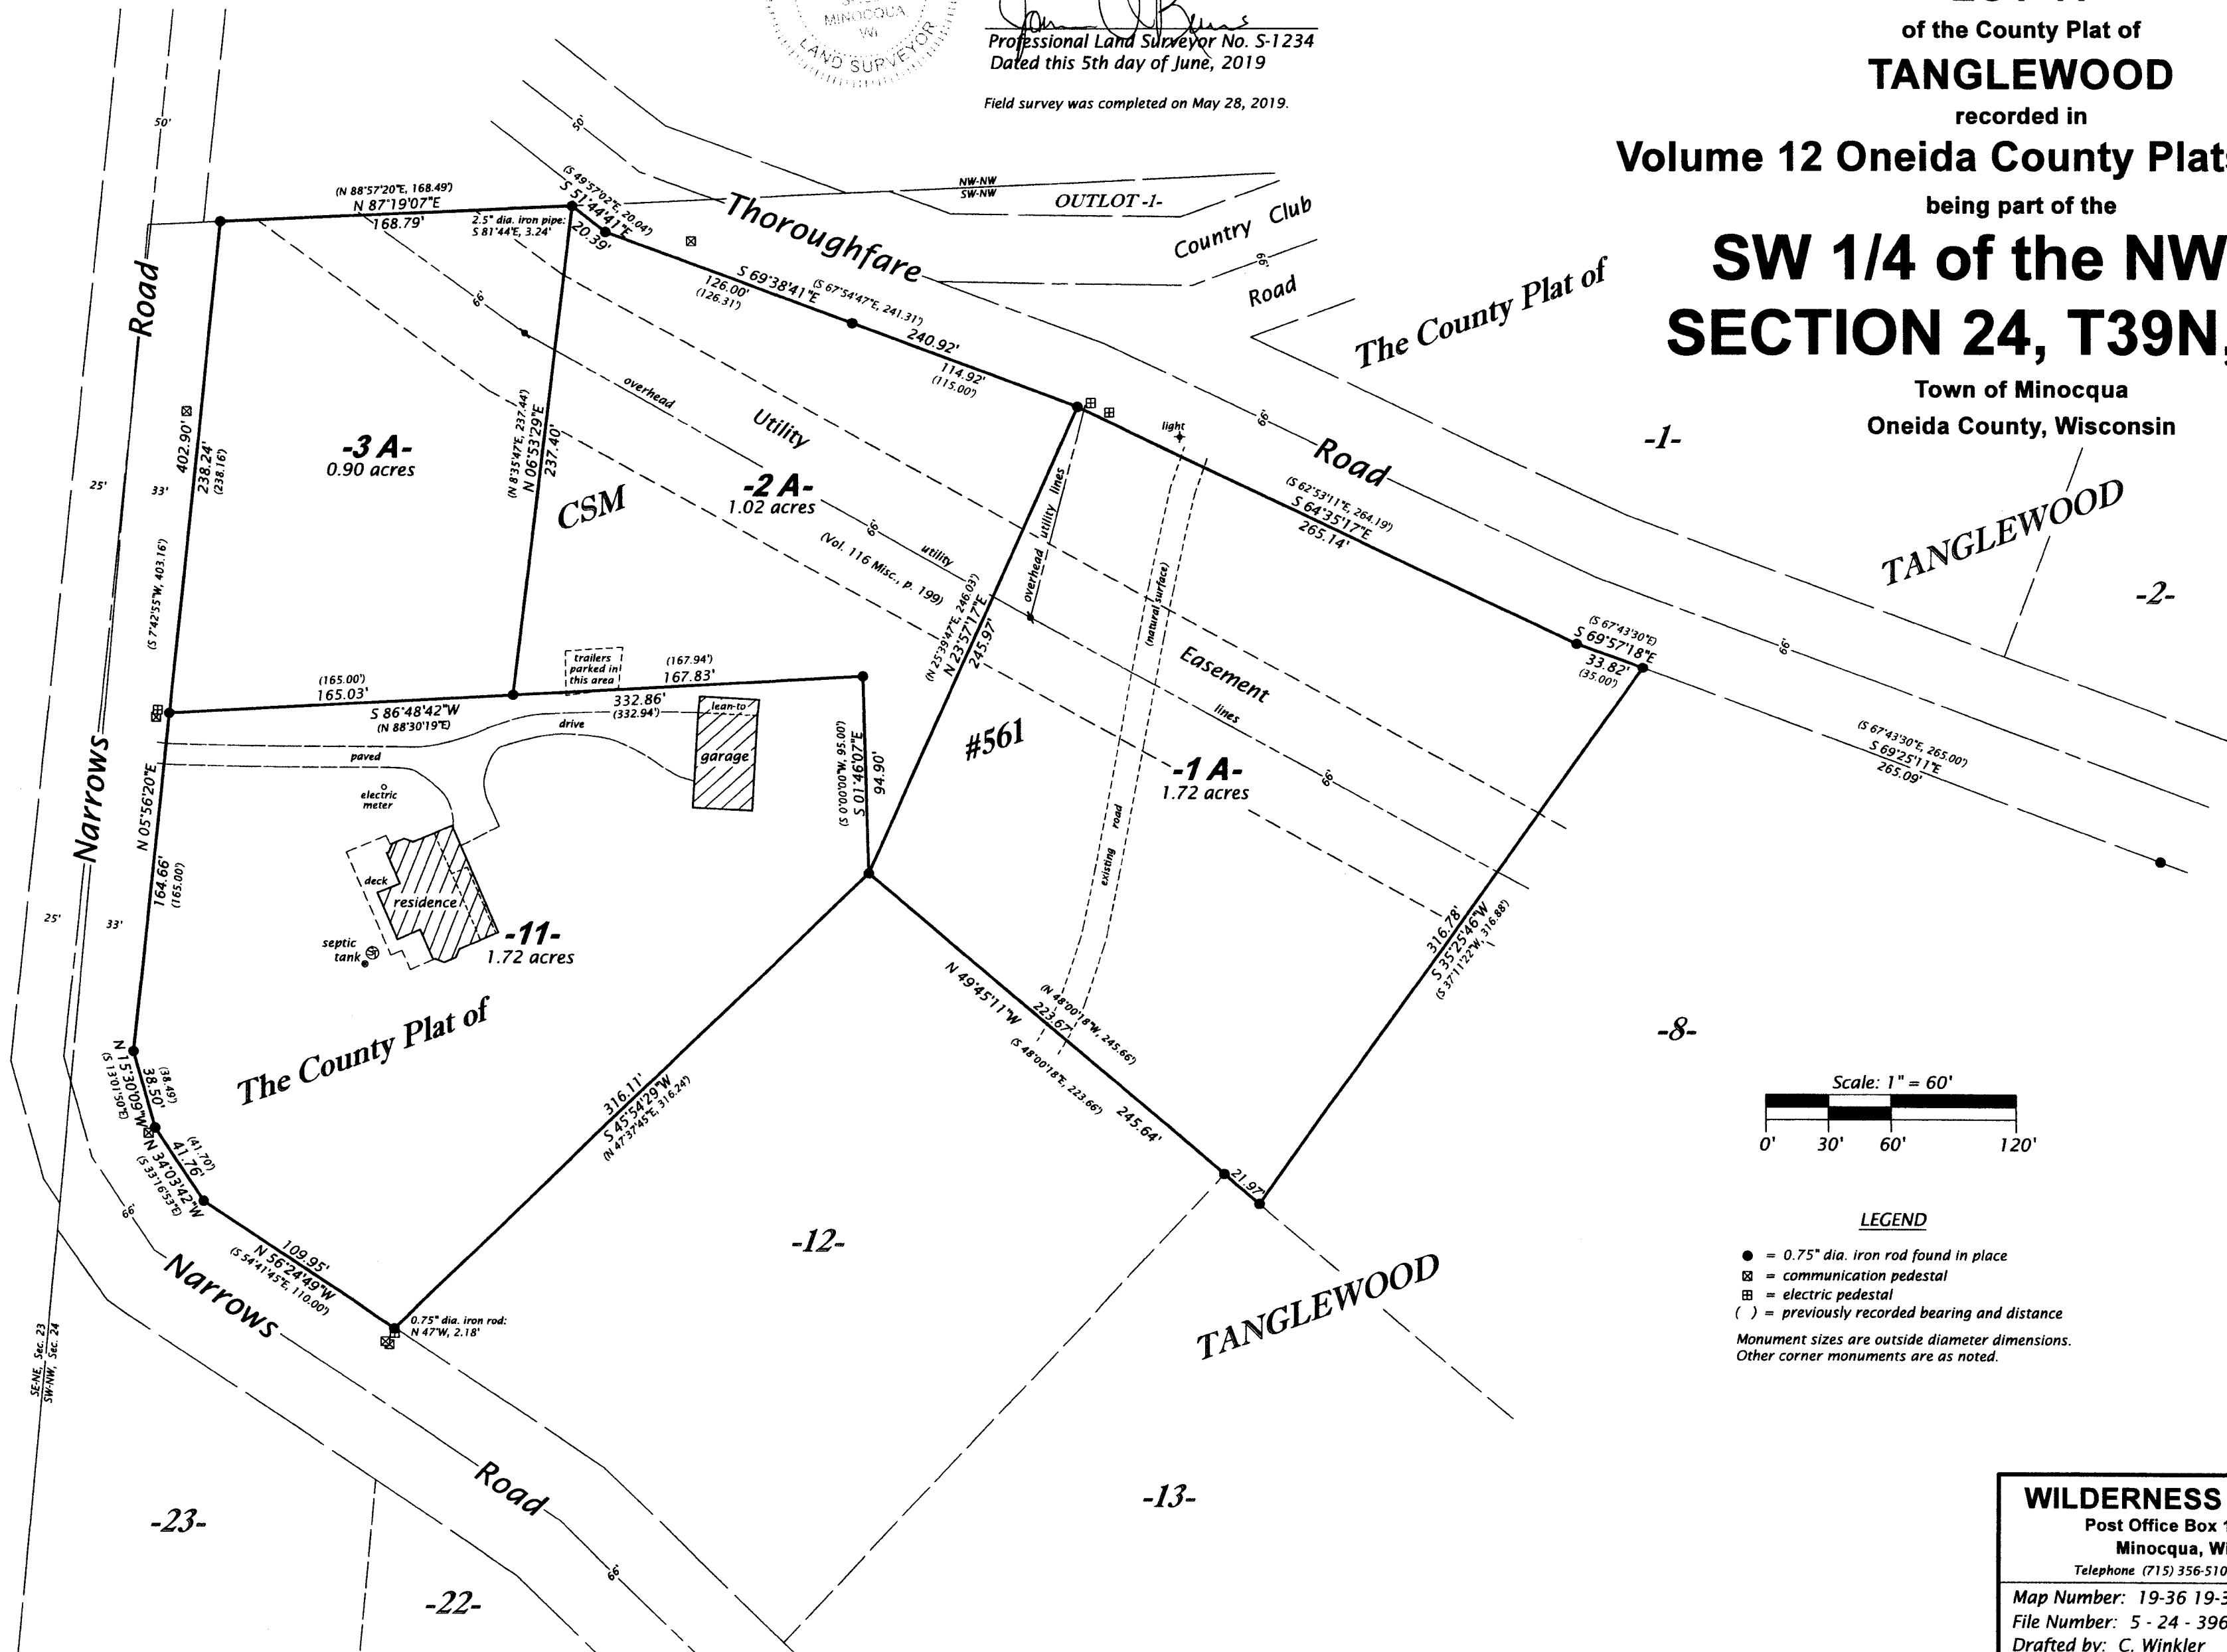 MINOCQUA
WI
LAND SURVEYOR
Professional Land Surveyor No. S-1234
Dated this 5th day of June, 2019
Field survey was completed on May 28, 2019.
of the County Plat of
TANGLEWOOD
recorded in
Volume 12 Oneida County Plats
being part of the
SW 1/4 of the NW
SECTION 24, T39N,
Town of Minocqua
Oneida County, Wisconsin
50'
50'
(N 88°57'20"E, 168.49')
N 87°19'07"E
168.79'
2.5" dia. iron pipe:
S 81°44'E, 3.24'
(S 49°57'02"E, 20.04')
S 51°44'41"E
20.39'
Thoroughfare
NW-NW
SW-NW
OUTLOT -1-
Country Club
66'
Road
The County Plat of
Road
66'
S 69°38'41"E
126.00'
(126.31')
(S 67°54'47"E, 241.31')
240.92'
114.92'
(115.00')
overhead
Utility
light
66'
Road
-1-
402.90'
238.24'
(238.16')
-3 A-
0.90 acres
(N 8°35'47"E, 237.44')
N 06°53'29"E
237.40'
CSM
-2 A-
1.02 acres
66'
utility
(Vol. 116 Misc., p. 199)
overhead utility lines
(S 62°53'11"E, 264.19')
S 64°35'17"E
265.14'
TANGLEWOOD
-2-
25'
33'
(S 7°42'55"W, 403.16')
(N 25°39'47"E, 246.03')
N 23°57'17"E
245.97'
(natural surface)
Easement
lines
(S 67°43'30"E)
S 69°57'18"E
33.82'
(35.00')
66'
trailers
parked in
this area
(167.94')
167.83'
(165.00')
165.03'
S 86°48'42"W
(N 88°30'19"E)
332.86'
(332.94')
drive
lean-to
paved
garage
(S 0°00'00"W, 95.00')
S 01°46'07"E
94.90'
#561
-1 A-
1.72 acres
66'
(S 67°43'30"E, 265.00')
S 69°25'11"E
265.09'
Narrows
N 05°56'20"E
164.66'
(165.00')
electric
meter
deck
residence
existing road
25'
33'
-11-
1.72 acres
septic
tank
316.78'
S 35°25'46"W
(S 37°11'22"W, 316.88')
N 49°45'11"W
(N 48°00'18"W, 245.66')
223.67'
(S 48°00'18"E, 223.66')
245.64'
21.97'
-8-
The County Plat of
N 15°30'09"W
(S 13°01'50"E)
38.50'
(38.49')
N 34°03'42"W
(S 33°16'53"E)
41.76'
(41.70')
316.11'
S 45°54'29"W
(N 47°37'45"E, 316.24')
66'
Narrows
109.95'
N 56°24'49"W
(S 54°41'45"E, 110.00')
0.75" dia. iron rod:
N 47°W, 2.18'
-12-
TANGLEWOOD
Scale: 1" = 60'
0' 30' 60' 120'
LEGEND
= 0.75" dia. iron rod found in place
= communication pedestal
= electric pedestal
( ) = previously recorded bearing and distance
Monument sizes are outside diameter dimensions.
Other corner monuments are as noted.
SE-NE, Sec. 23
SW-NW, Sec. 24
Road
66'
-13-
-23-
-22-
WILDERNESS
Post Office Box 1
Minocqua, Wi
Telephone (715) 356-510
Map Number: 19-36 19-3
File Number: 5 - 24 - 396
Drafted by: C. Winkler